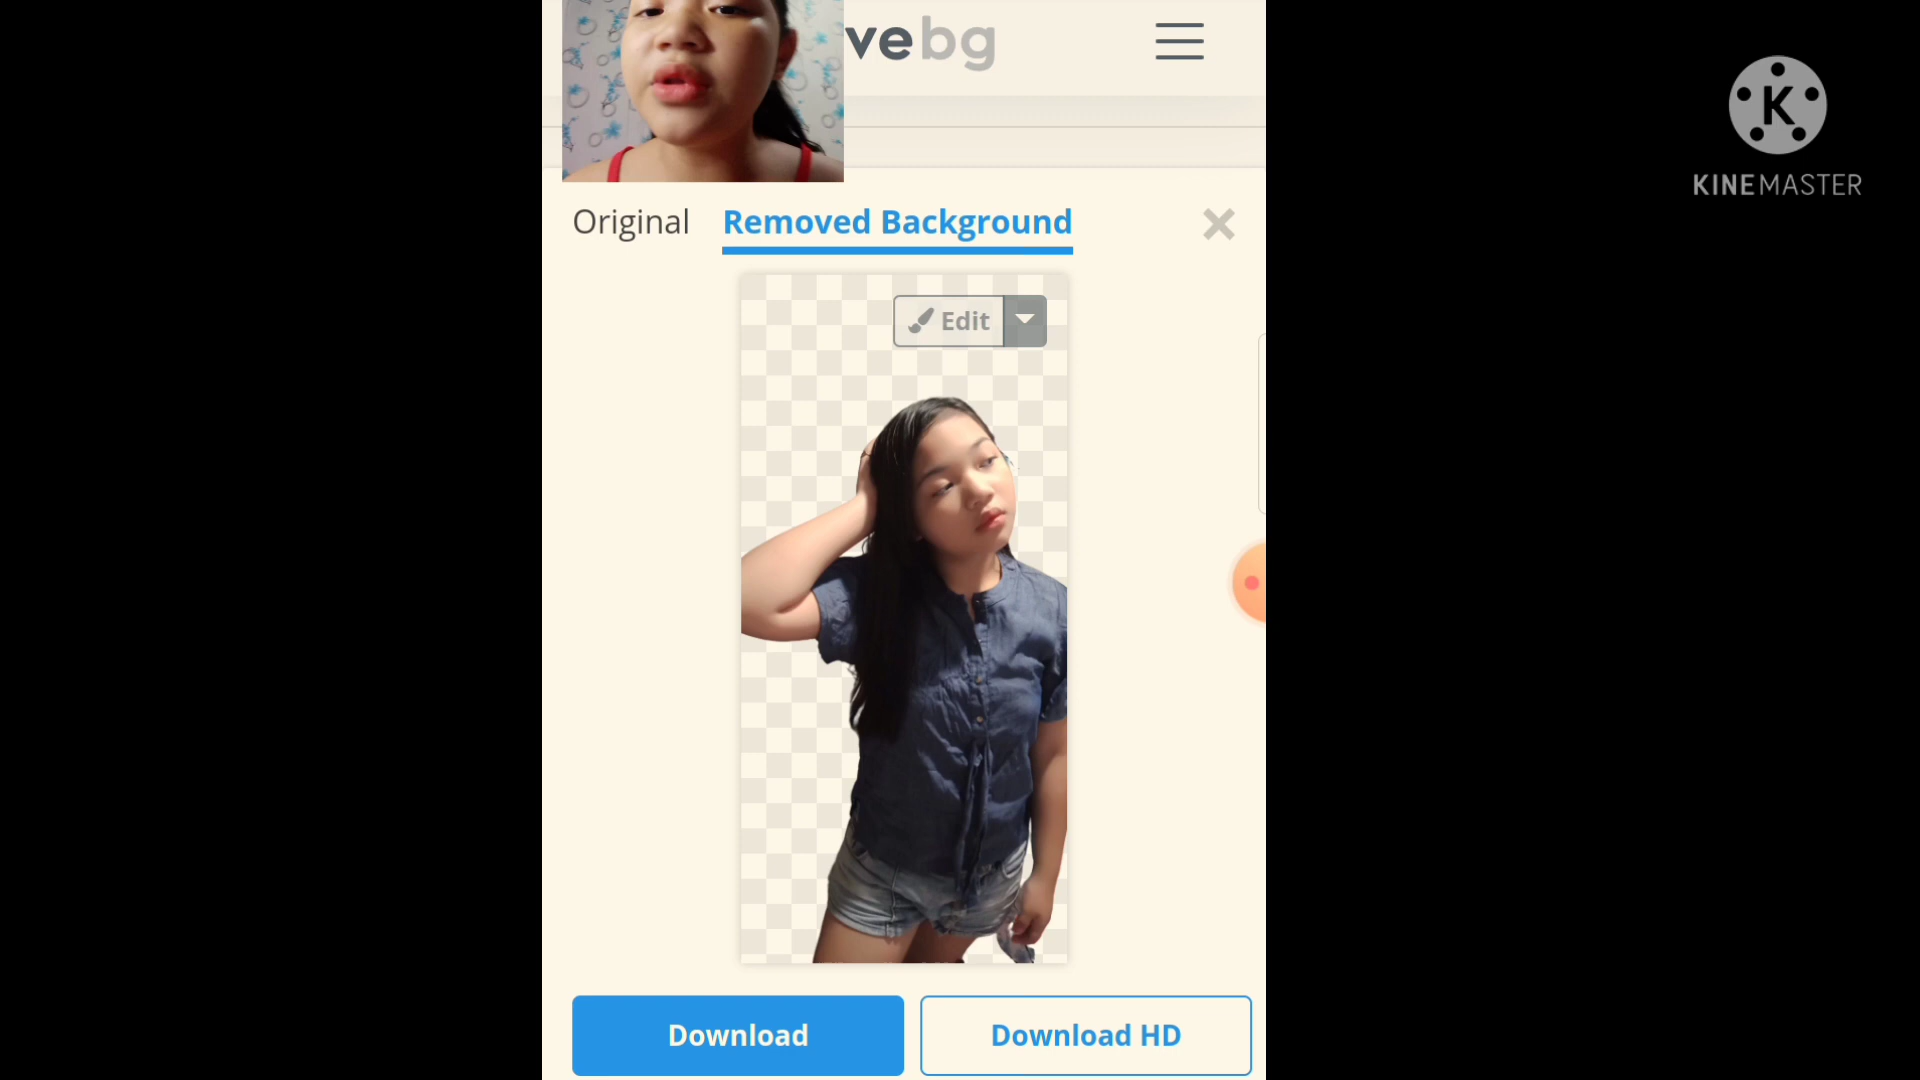 vebg
KINEMASTER
Original Removed Background
Edit
Download Download HD